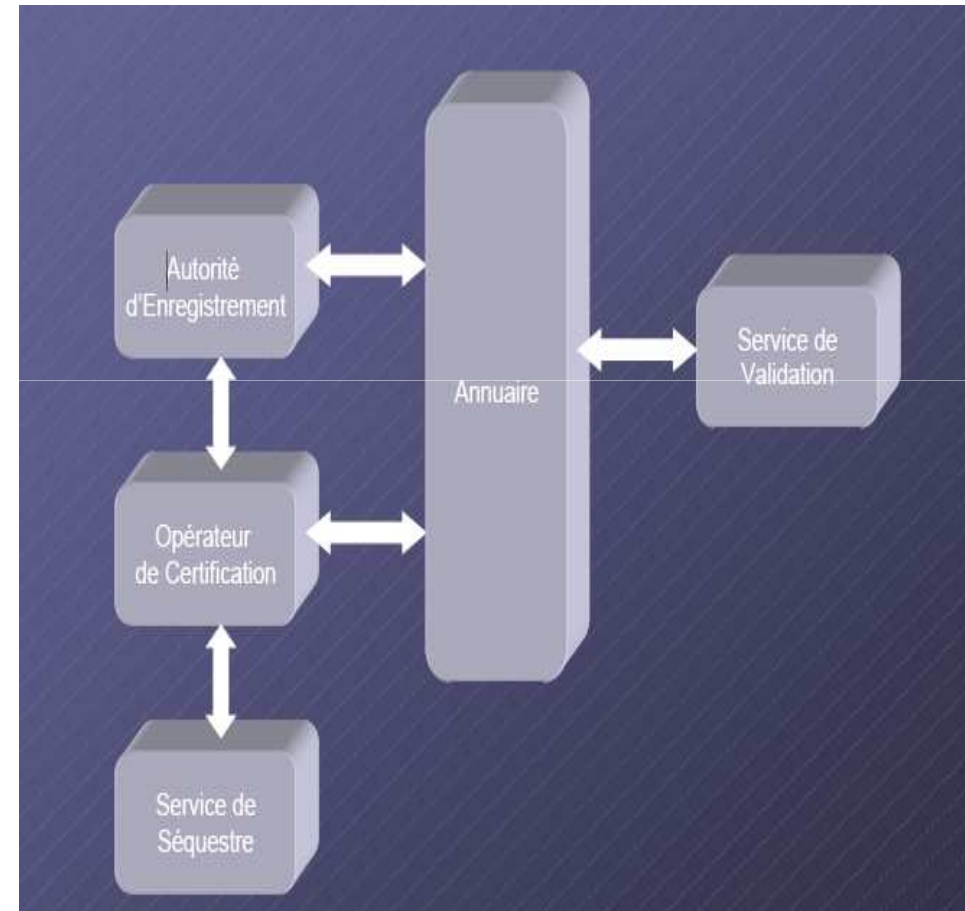 Autorité
d'Enregistrement
Annuaire
Service de
Validation
Opérateur
de Certification
Service de
Séquestre